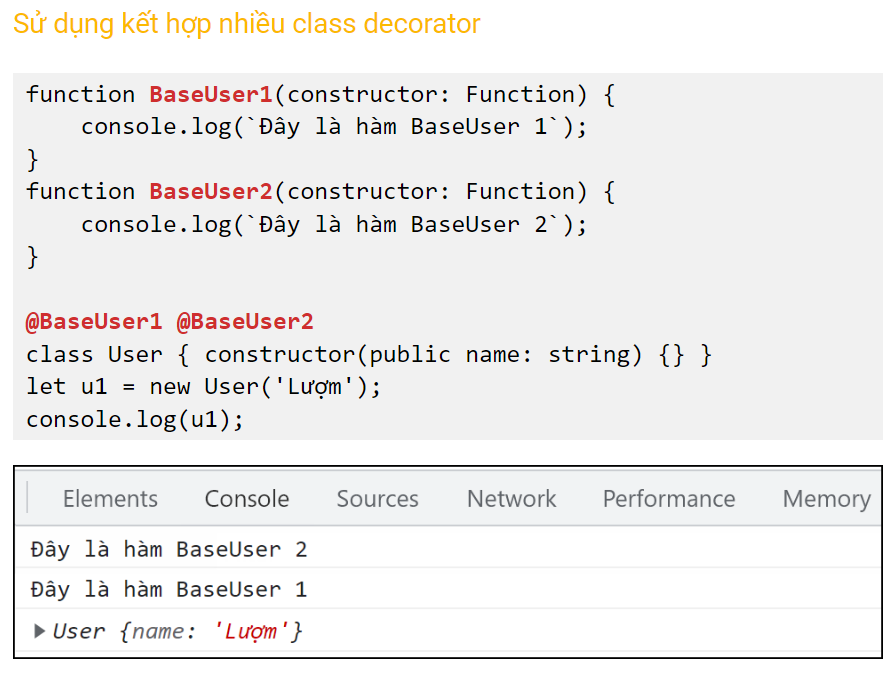 Sử dụng kết hợp nhiều class decorator
function BaseUser1(constructor: Function) {
    console.log(`Đây là hàm BaseUser 1`);
}
function BaseUser2(constructor: Function) {
    console.log(`Đây là hàm BaseUser 2`);
}
@BaseUser1 @BaseUser2
class User { constructor(public name: string) {} }
let u1 = new User('Lượm');
console.log(u1);
Elements Console Sources Network Performance Memory
Đây là hàm BaseUser 2
Đây là hàm BaseUser 1
User {name: 'Lượm'}